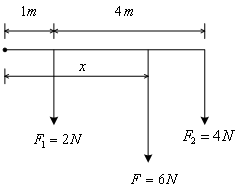 1m 4m
x
F₁ = 2N
F₂ = 4N
F = 6N